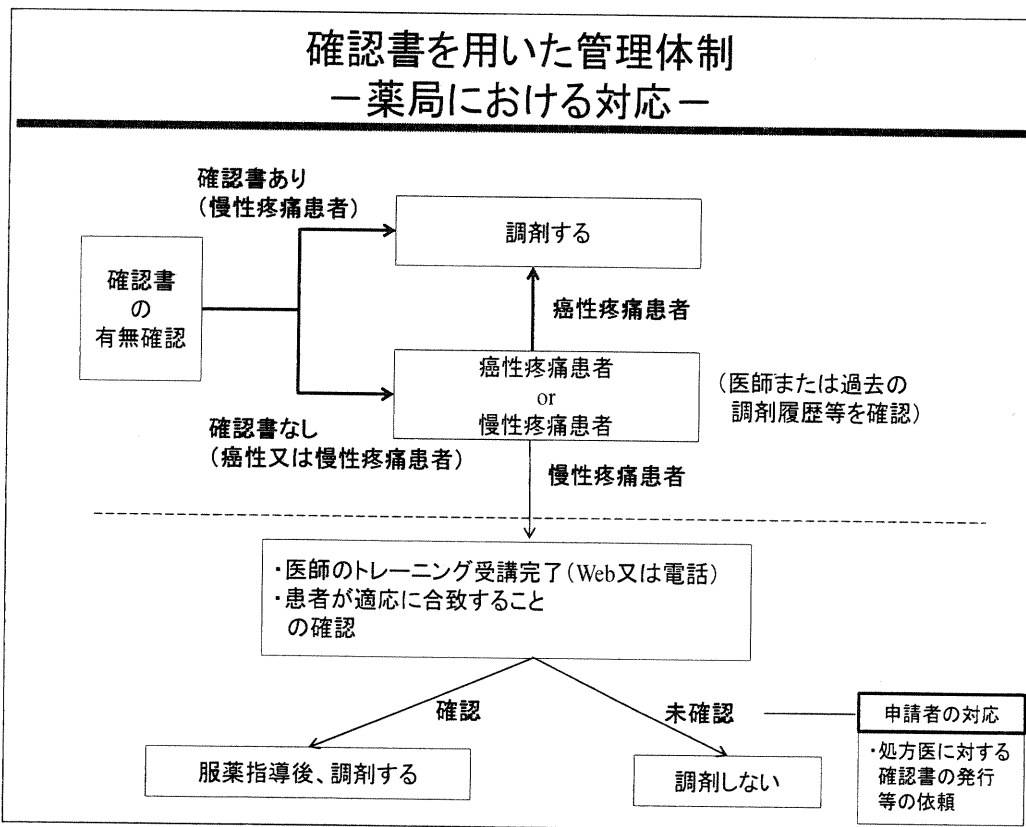 確認書を用いた管理体制
－薬局における対応－
確認書あり
（慢性疼痛患者）
調剤する
確認書
の
有無確認
癌性疼痛患者
癌性疼痛患者
or
慢性疼痛患者
（医師または過去の
調剤履歴等を確認）
確認書なし
（癌性又は慢性疼痛患者）
慢性疼痛患者
・医師のトレーニング受講完了（Web又は電話）
・患者が適応に合致すること
の確認
確認
未確認
申請者の対応
・処方医に対する
確認書の発行
等の依頼
服薬指導後、調剤する
調剤しない